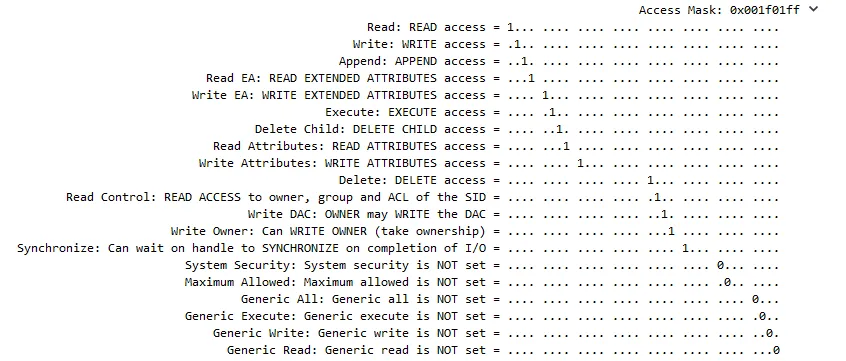 Access Mask: 0x001f01ff
Read: READ access = 1... .... .... .... .... .... .... ....
Write: WRITE access = .1.. .... .... .... .... .... .... ....
Append: APPEND access = ..1. .... .... .... .... .... .... ....
Read EA: READ EXTENDED ATTRIBUTES access = ...1 .... .... .... .... .... .... ....
Write EA: WRITE EXTENDED ATTRIBUTES access = .... 1... .... .... .... .... .... ....
Execute: EXECUTE access = .... .1.. .... .... .... .... .... ....
Delete Child: DELETE CHILD access = .... ..1. .... .... .... .... .... ....
Read Attributes: READ ATTRIBUTES access = .... ...1 .... .... .... .... .... ....
Write Attributes: WRITE ATTRIBUTES access = .... .... 1... .... .... .... .... ....
Delete: DELETE access = .... .... .... .... 1... .... .... ....
Read Control: READ ACCESS to owner, group and ACL of the SID = .... .... .... .... .1.. .... .... ....
Write DAC: OWNER may WRITE the DAC = .... .... .... .... ..1. .... .... ....
Write Owner: Can WRITE OWNER (take ownership) = .... .... .... .... ...1 .... .... ....
Synchronize: Can wait on handle to SYNCHRONIZE on completion of I/O = .... .... .... .... .... 1... .... ....
System Security: System security is NOT set = .... .... .... .... .... .... 0... ....
Maximum Allowed: Maximum allowed is NOT set = .... .... .... .... .... .... .0.. ....
Generic All: Generic all is NOT set = .... .... .... .... .... .... .... 0...
Generic Execute: Generic execute is NOT set = .... .... .... .... .... .... .... .0..
Generic Write: Generic write is NOT set = .... .... .... .... .... .... .... ..0.
Generic Read: Generic read is NOT set = .... .... .... .... .... .... .... ...0